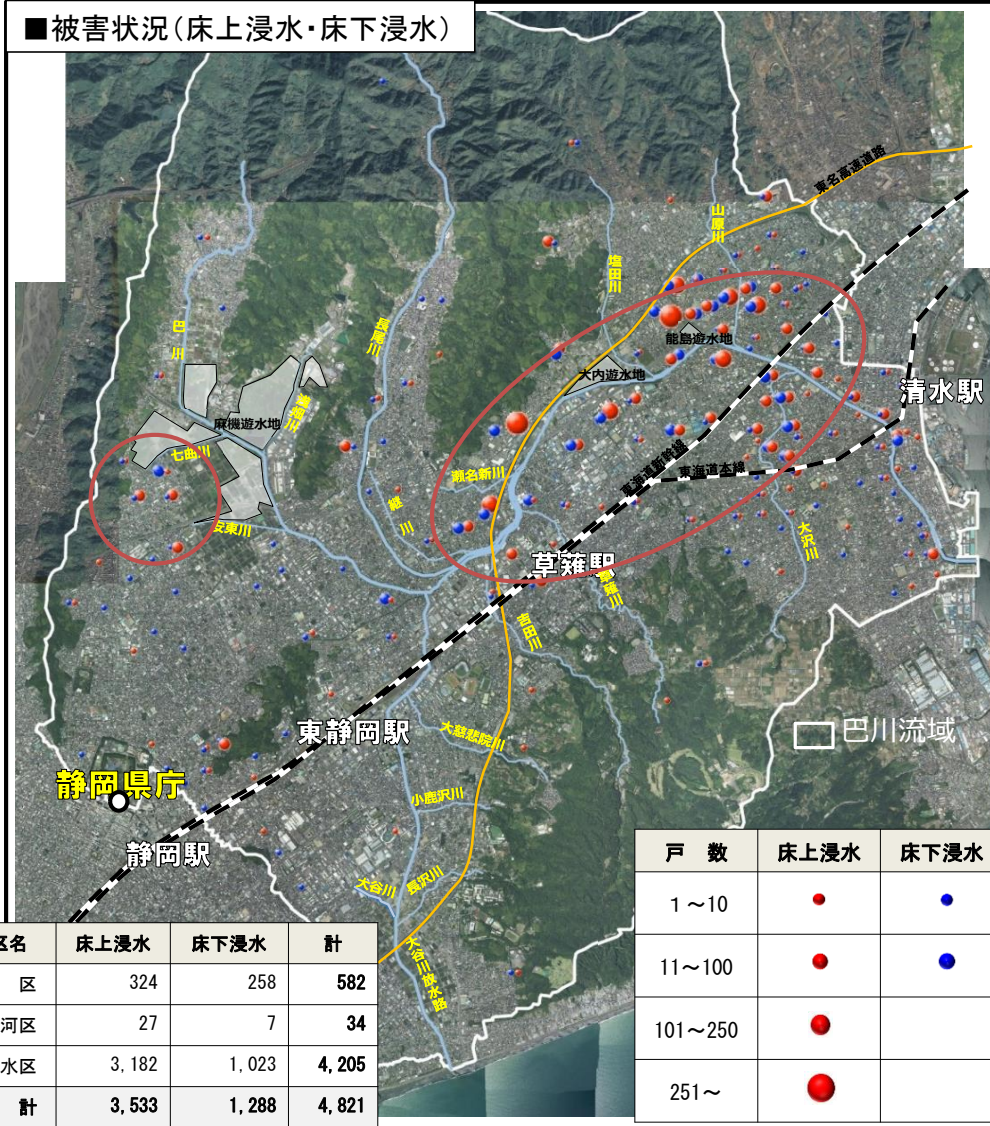 ■被害状況(床上浸水・床下浸水)
東名高速道路
山原川
塩田川
巴川
長尾川
能島遊水地
大内遊水地
清水駅
麻機遊水地
七曲川
瀬名新川
東海道新幹線
東海道本線
継川
安東川
大沢川
草薙駅
草薙川
吉田川
東静岡駅
大慈悲院川
巴川流域
静岡県庁
小鹿沢川
静岡駅
大谷川
長沢川
大谷川放水路
戸 数 床上浸水 床下浸水
1~10
11~100
101~250
251~
区名 床上浸水 床下浸水 計
区 324 258 582
河区 27 7 34
水区 3,182 1,023 4,205
計 3,533 1,288 4,821